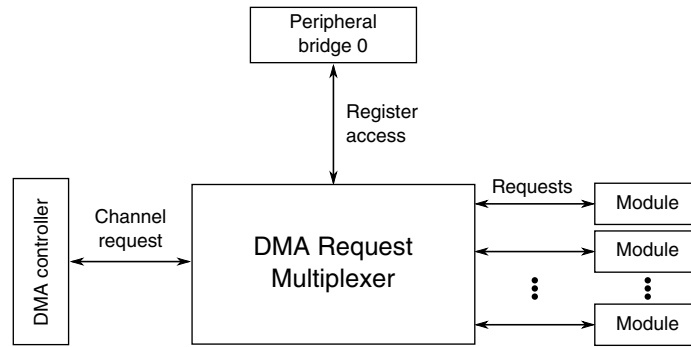 Peripheral
bridge 0
Register
access
Requests
Module
Channel
request
DMA controller
DMA Request
Multiplexer
Module
Module